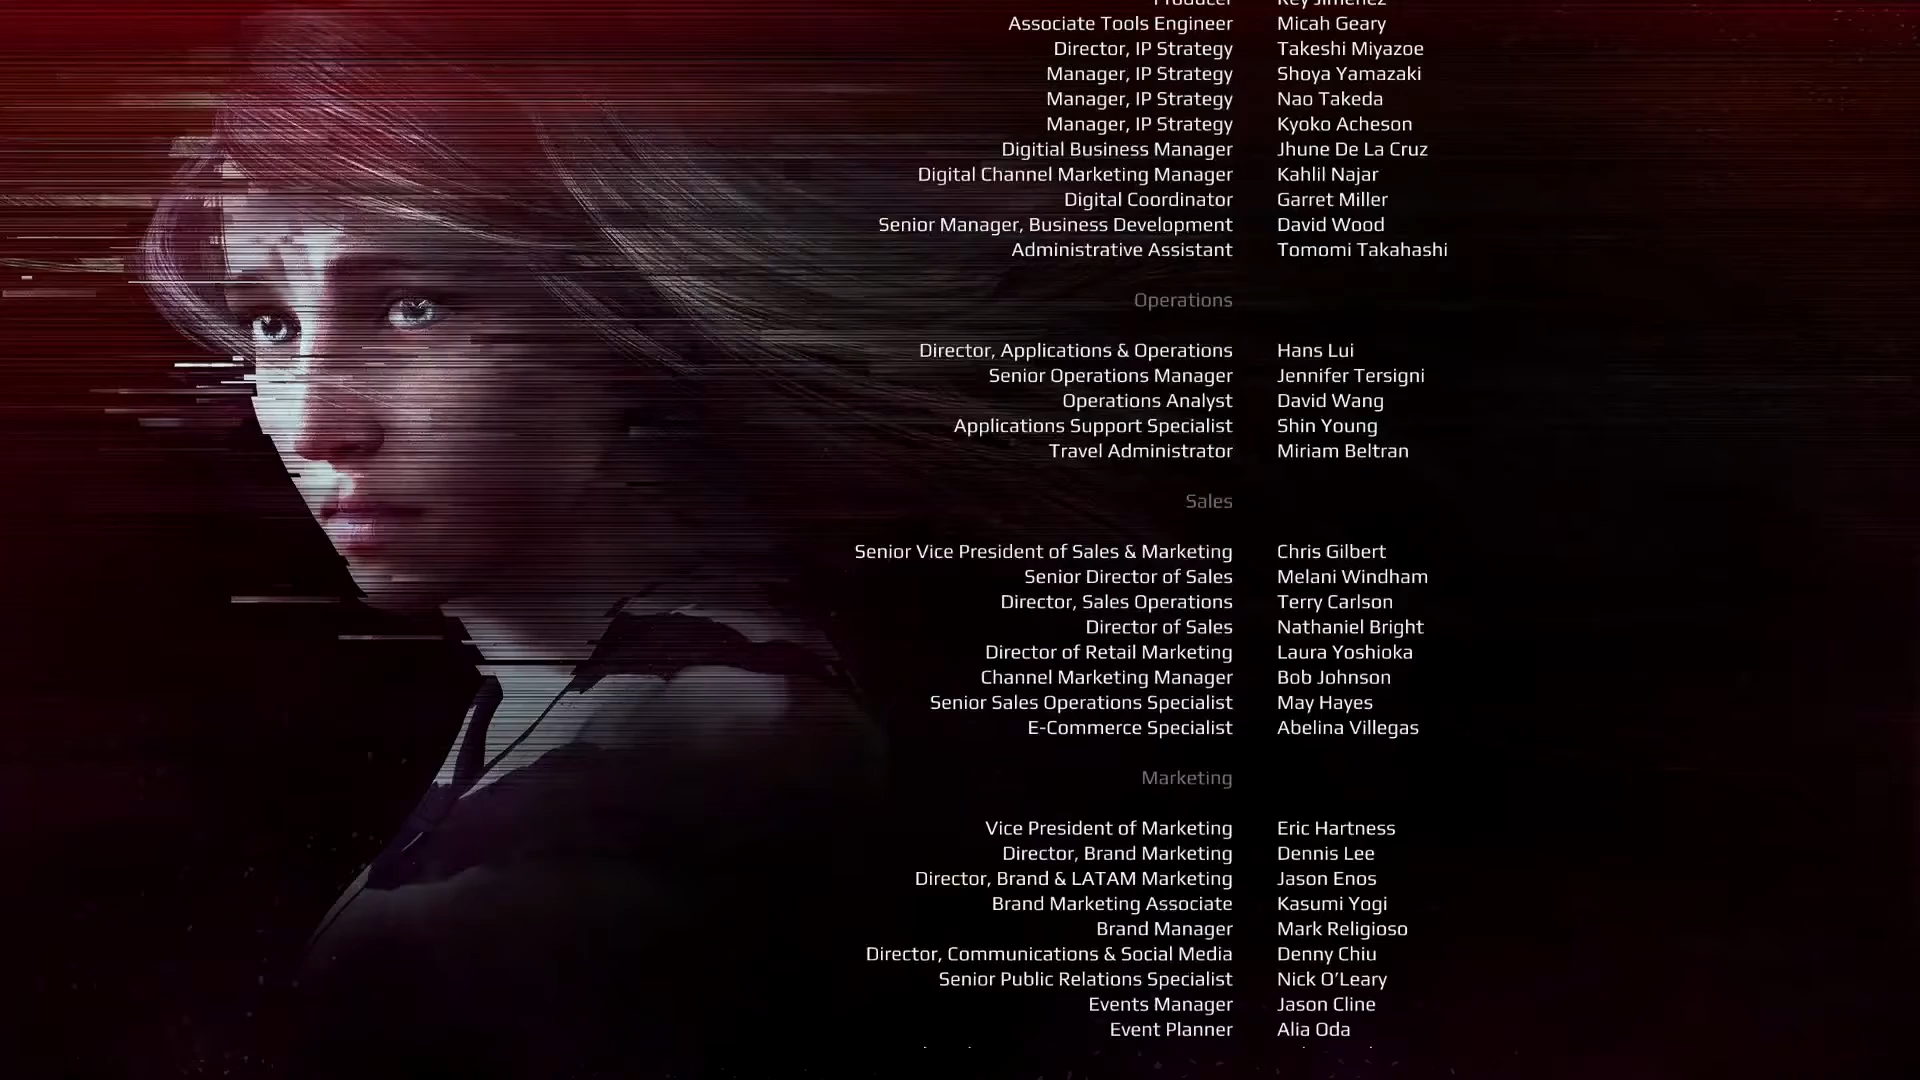 Producer Rey Jimenez
Associate Tools Engineer Micah Geary
Director, IP Strategy Takeshi Miyazoe
Manager, IP Strategy Shoya Yamazaki
Manager, IP Strategy Nao Takeda
Manager, IP Strategy Kyoko Acheson
Digitial Business Manager Jhune De La Cruz
Digital Channel Marketing Manager Kahlil Najar
Digital Coordinator Garret Miller
Senior Manager, Business Development David Wood
Administrative Assistant Tomomi Takahashi
Operations
Director, Applications & Operations Hans Lui
Senior Operations Manager Jennifer Tersigni
Operations Analyst David Wang
Applications Support Specialist Shin Young
Travel Administrator Miriam Beltran
Sales
Senior Vice President of Sales & Marketing Chris Gilbert
Senior Director of Sales Melani Windham
Director, Sales Operations Terry Carlson
Director of Sales Nathaniel Bright
Director of Retail Marketing Laura Yoshioka
Channel Marketing Manager Bob Johnson
Senior Sales Operations Specialist May Hayes
E-Commerce Specialist Abelina Villegas
Marketing
Vice President of Marketing Eric Hartness
Director, Brand Marketing Dennis Lee
Director, Brand & LATAM Marketing Jason Enos
Brand Marketing Associate Kasumi Yogi
Brand Manager Mark Religioso
Director, Communications & Social Media Denny Chiu
Senior Public Relations Specialist Nick O’Leary
Events Manager Jason Cline
Event Planner Alia Oda